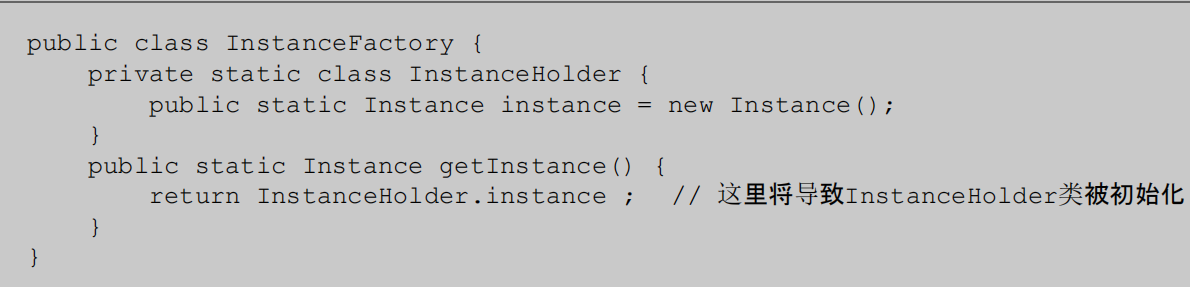 public class InstanceFactory {
    private static class InstanceHolder {
        public static Instance instance = new Instance();
    }
    public static Instance getInstance() {
        return InstanceHolder.instance ;  // 这里将导致InstanceHolder类被初始化
    }
}